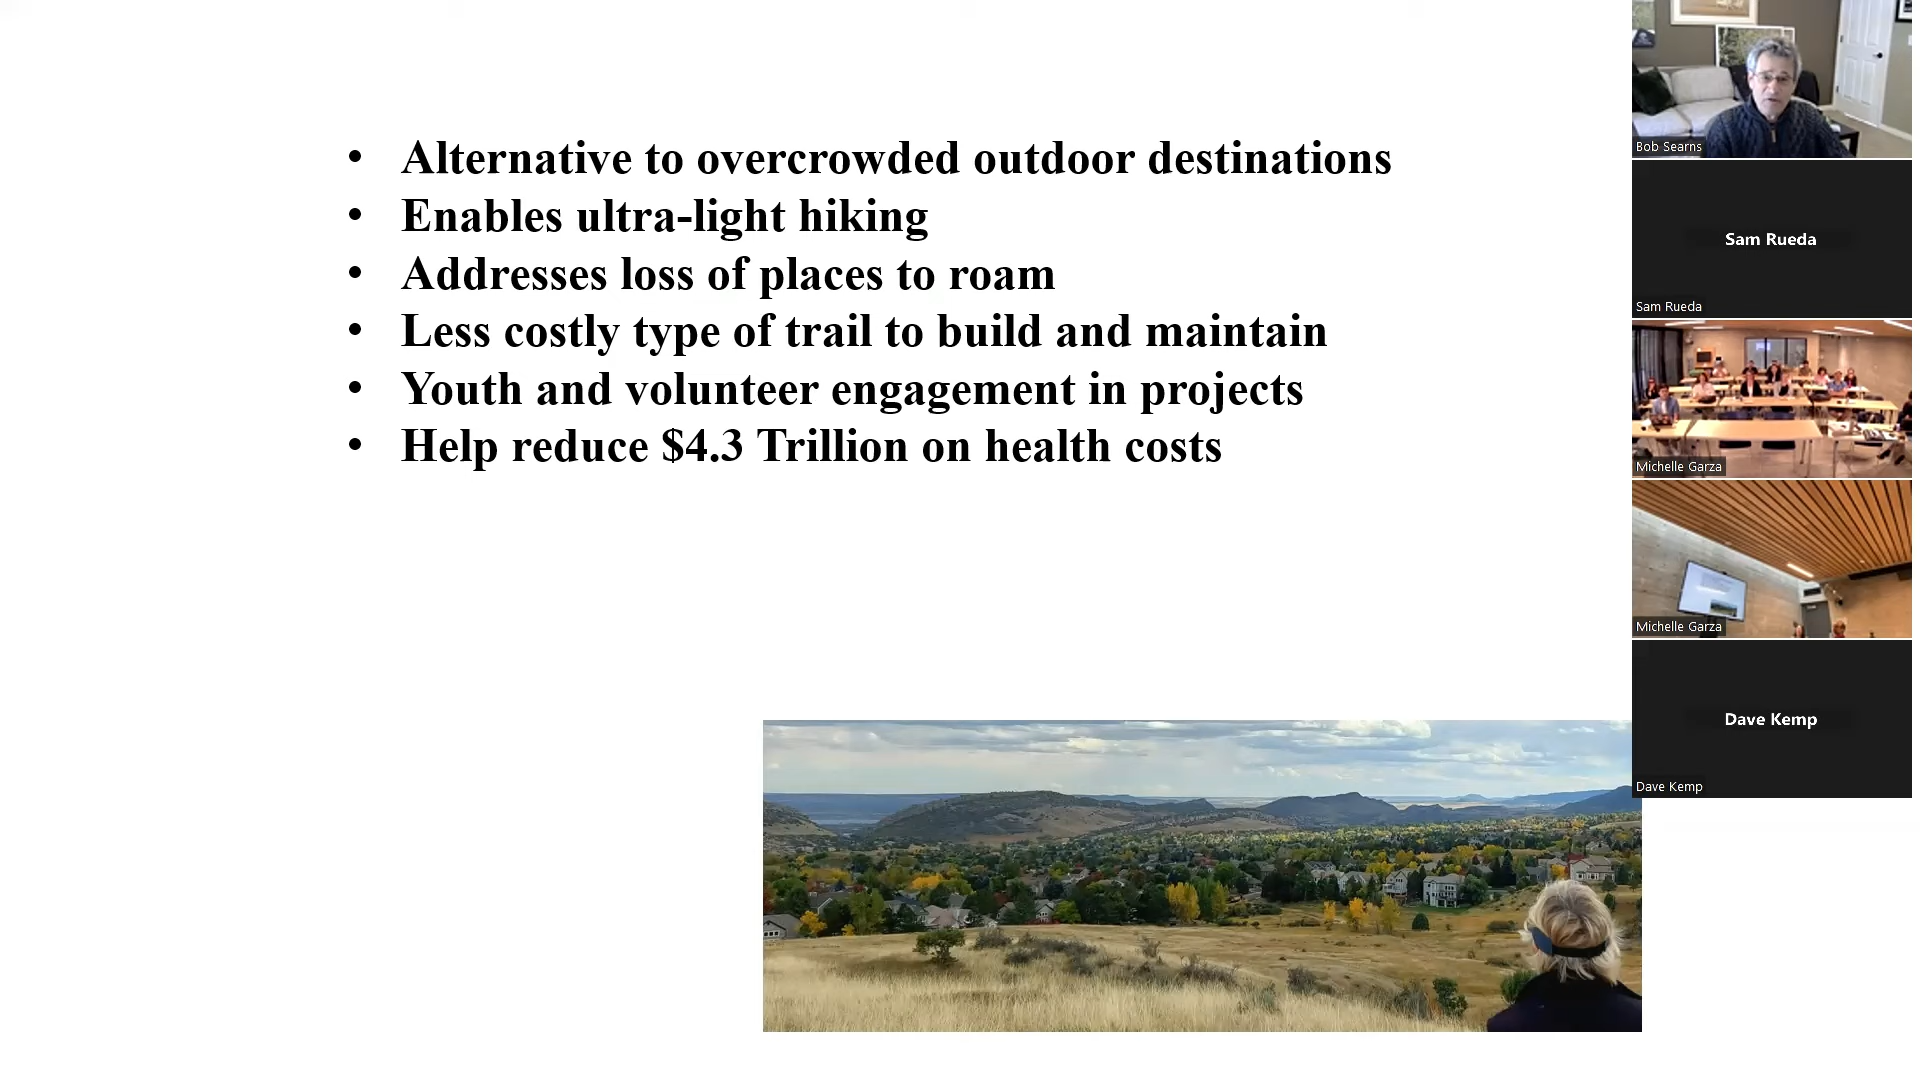 • Alternative to overcrowded outdoor destinations
• Enables ultra-light hiking
• Addresses loss of places to roam
• Less costly type of trail to build and maintain
• Youth and volunteer engagement in projects
• Help reduce $4.3 Trillion on health costs
Bob Searns
Sam Rueda
Sam Rueda
Michelle Garza
Michelle Garza
Dave Kemp
Dave Kemp